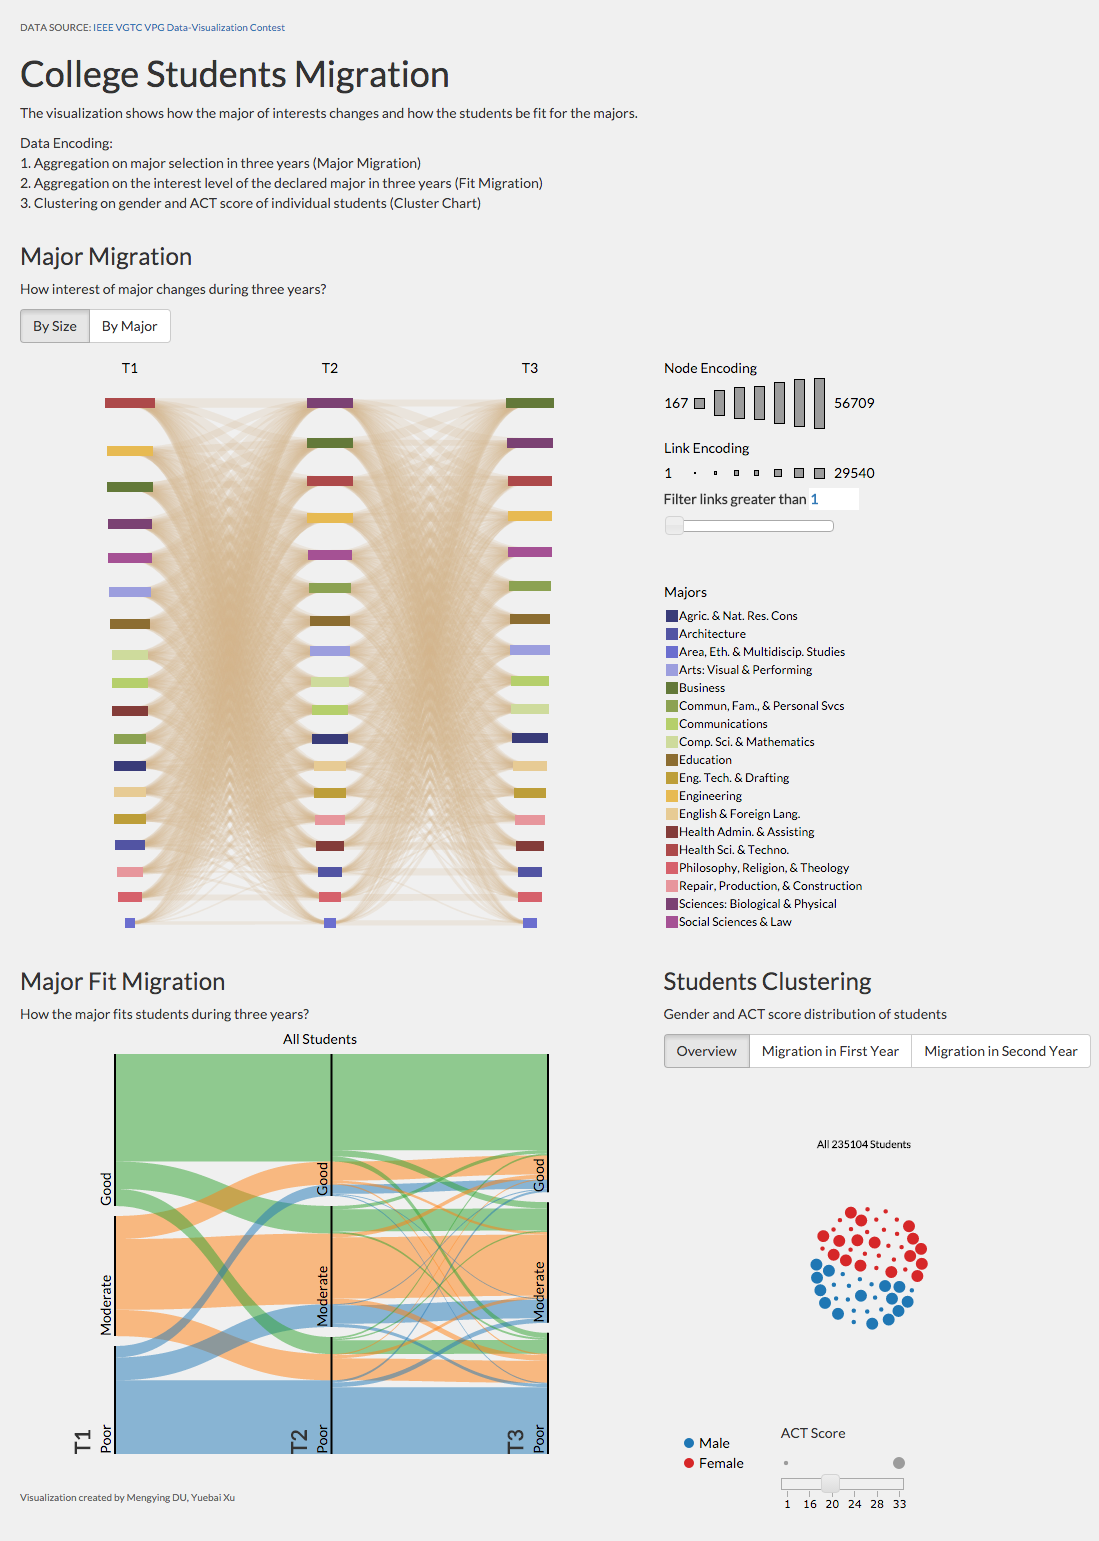 DATA SOURCE: IEEE VGTC VPG Data-Visualization Contest
College Students Migration
The visualization shows how the major of interests changes and how the students be fit for the majors.
Data Encoding:
1. Aggregation on major selection in three years (Major Migration)
2. Aggregation on the interest level of the declared major in three years (Fit Migration)
3. Clustering on gender and ACT score of individual students (Cluster Chart)
Major Migration
How interest of major changes during three years?
By Size By Major
T1 T2 T3
Node Encoding
167 56709
Link Encoding
1 29540
Filter links greater than 1
Majors
Agric. & Nat. Res. Cons
Architecture
Area, Eth. & Multidiscip. Studies
Arts: Visual & Performing
Business
Commun, Fam., & Personal Svcs
Communications
Comp. Sci. & Mathematics
Education
Eng. Tech. & Drafting
Engineering
English & Foreign Lang.
Health Admin. & Assisting
Health Sci. & Techno.
Philosophy, Religion, & Theology
Repair, Production, & Construction
Sciences: Biological & Physical
Social Sciences & Law
Major Fit Migration
How the major fits students during three years?
All Students
Good
Moderate
Poor
T1
Good
Moderate
Poor
T2
Good
Moderate
Poor
T3
Students Clustering
Gender and ACT score distribution of students
Overview Migration in First Year Migration in Second Year
All 235104 Students
Male
Female
ACT Score
1 16 20 24 28 33
Visualization created by Mengying DU, Yuebai Xu